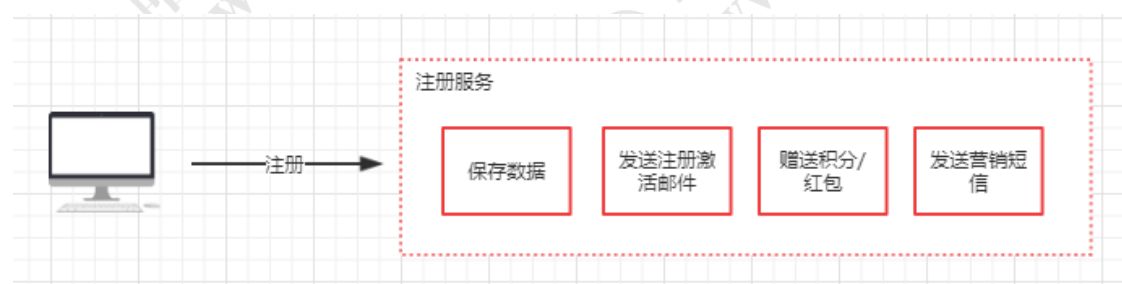 注册服务
注册
保存数据
发送注册激
活邮件
赠送积分/
红包
发送营销短
信